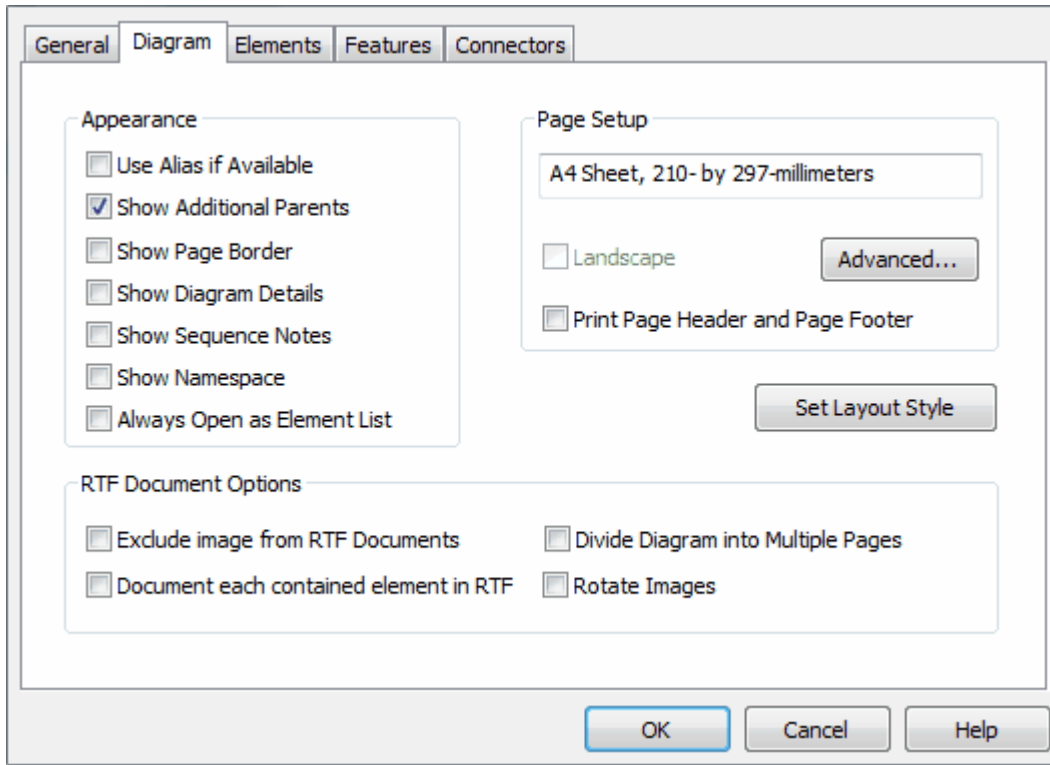 General Diagram Elements Features Connectors
Appearance
Use Alias if Available
Show Additional Parents
Show Page Border
Show Diagram Details
Show Sequence Notes
Show Namespace
Always Open as Element List
Page Setup
A4 Sheet, 210- by 297-millimeters
Landscape
Advanced...
Print Page Header and Page Footer
Set Layout Style
RTF Document Options
Exclude image from RTF Documents
Divide Diagram into Multiple Pages
Document each contained element in RTF
Rotate Images
OK Cancel Help